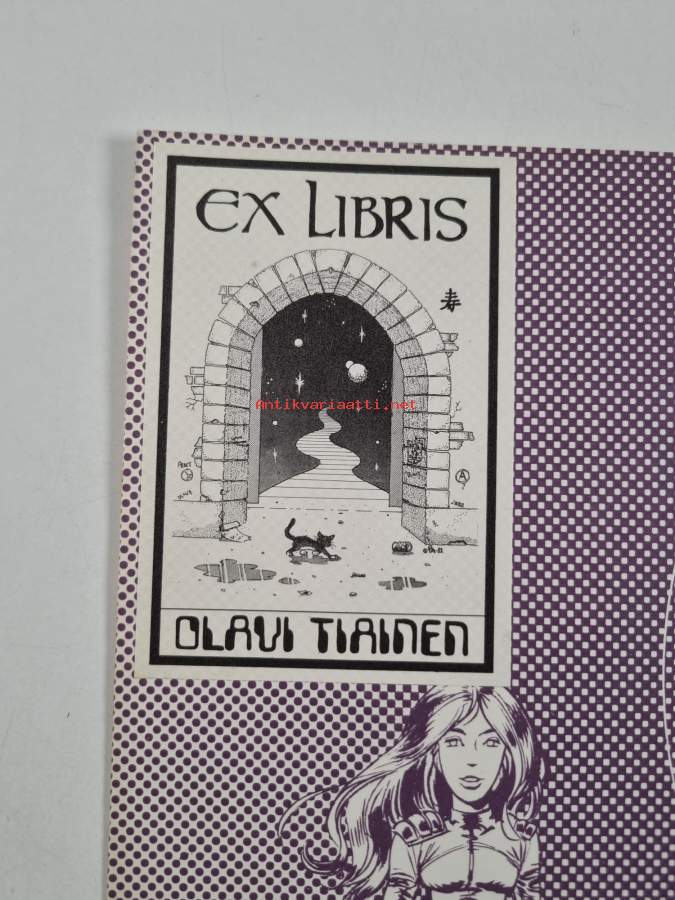 EX LIBRIS
寿
Antikvariaatti.net
A
OLAVI TIAINEN